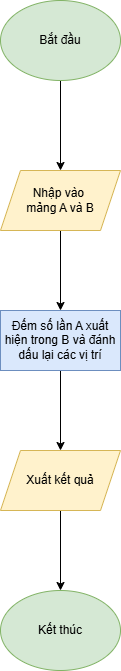 Bắt đầu
Nhập vào
mảng A và B
Đếm số lần A xuất
hiện trong B và đánh
dấu lại các vị trí
Xuất kết quả
Kết thúc